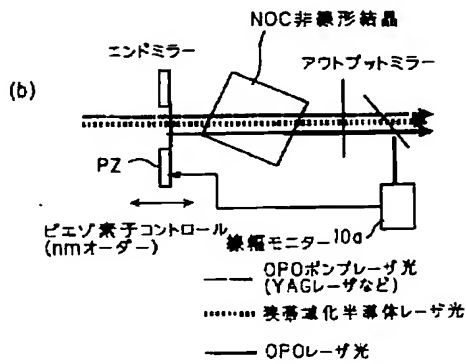 NOC非線形結晶
エンドミラー
アウトプットミラー
(b)
PZ
ピエゾ素子コントロール
(nmオーダー)
線幅モニター 10a
OPOポンプレーザ光
(YAGレーザなど)
狭帯域化半導体レーザ光
OPOレーザ光